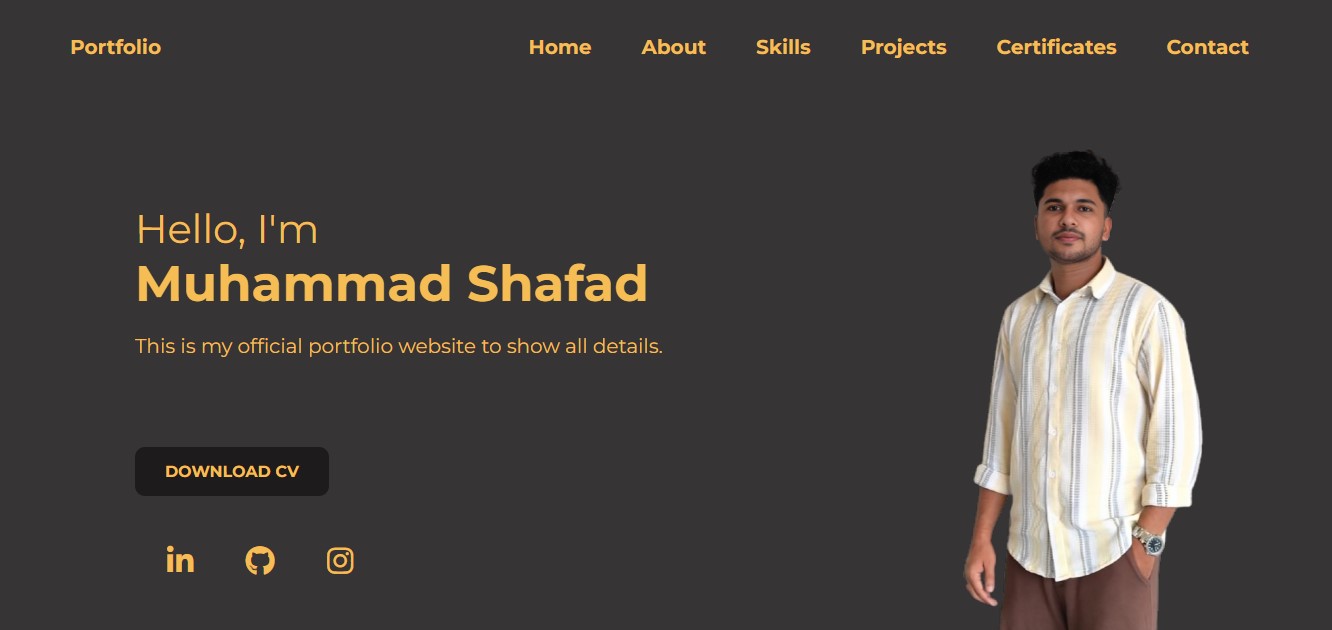 Portfolio
Home About Skills Projects Certificates Contact
Hello, I'm
Muhammad Shafad
This is my official portfolio website to show all details.
DOWNLOAD CV
in